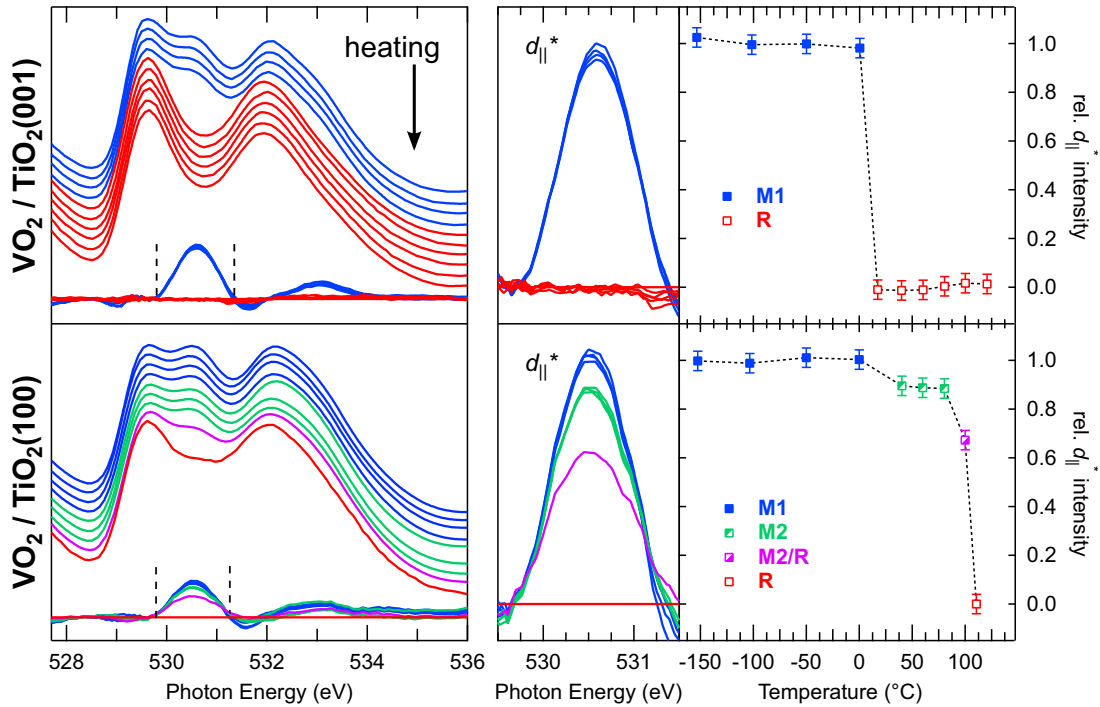 VO2 / TiO2(001)
heating
d||*
1.0
0.8
0.6
0.4
0.2
0.0
rel. d||* intensity
M1
R
VO2 / TiO2(100)
d||*
1.0
0.8
0.6
0.4
0.2
0.0
rel. d||* intensity
M1
M2
M2/R
R
528 530 532 534 536
530 531
-150 -100 -50 0 50 100
Photon Energy (eV)
Photon Energy (eV)
Temperature (°C)